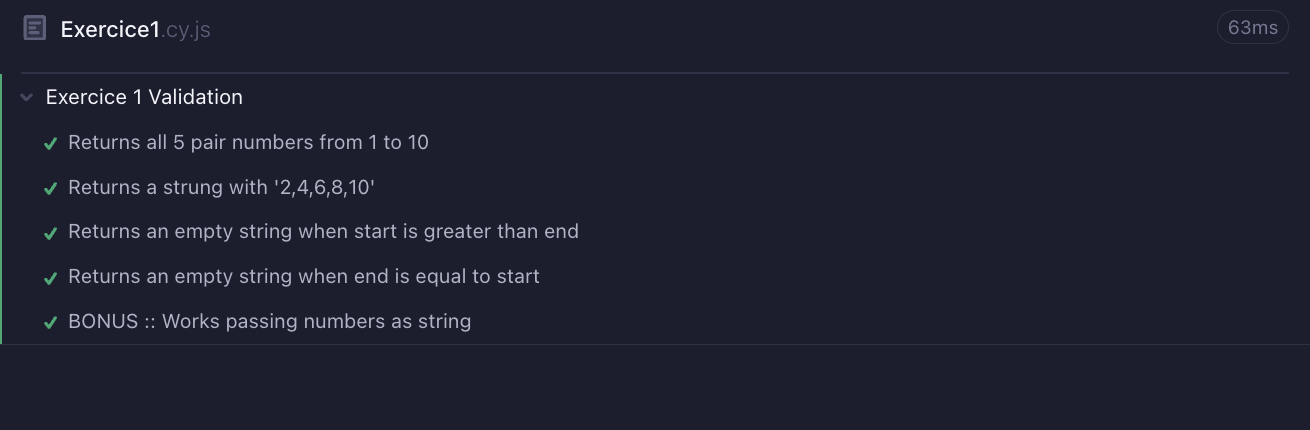 Exercice1.cy.js
63ms
Exercice 1 Validation
Returns all 5 pair numbers from 1 to 10
Returns a strung with '2,4,6,8,10'
Returns an empty string when start is greater than end
Returns an empty string when end is equal to start
BONUS :: Works passing numbers as string